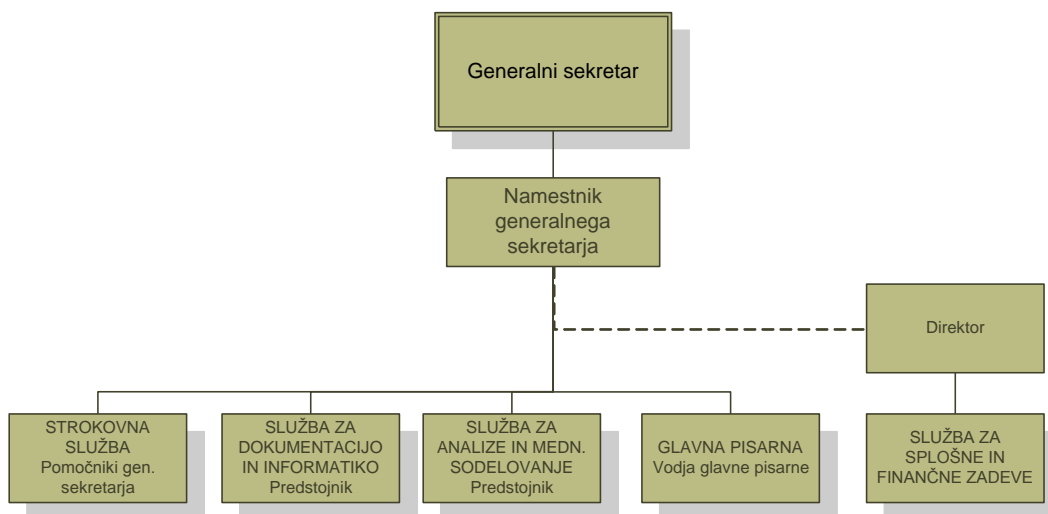 Generalni sekretar
Namestnik
generalnega
sekretarja
Direktor
STROKOVNA
SLUŽBA
Pomočniki gen.
sekretarja
SLUŽBA ZA
DOKUMENTACIJO
IN INFORMATIKO
Predstojnik
SLUŽBA ZA
ANALIZE IN MEDN.
SODELOVANJE
Predstojnik
GLAVNA PISARNA
Vodja glavne pisarne
SLUŽBA ZA
SPLOŠNE IN
FINANČNE ZADEVE